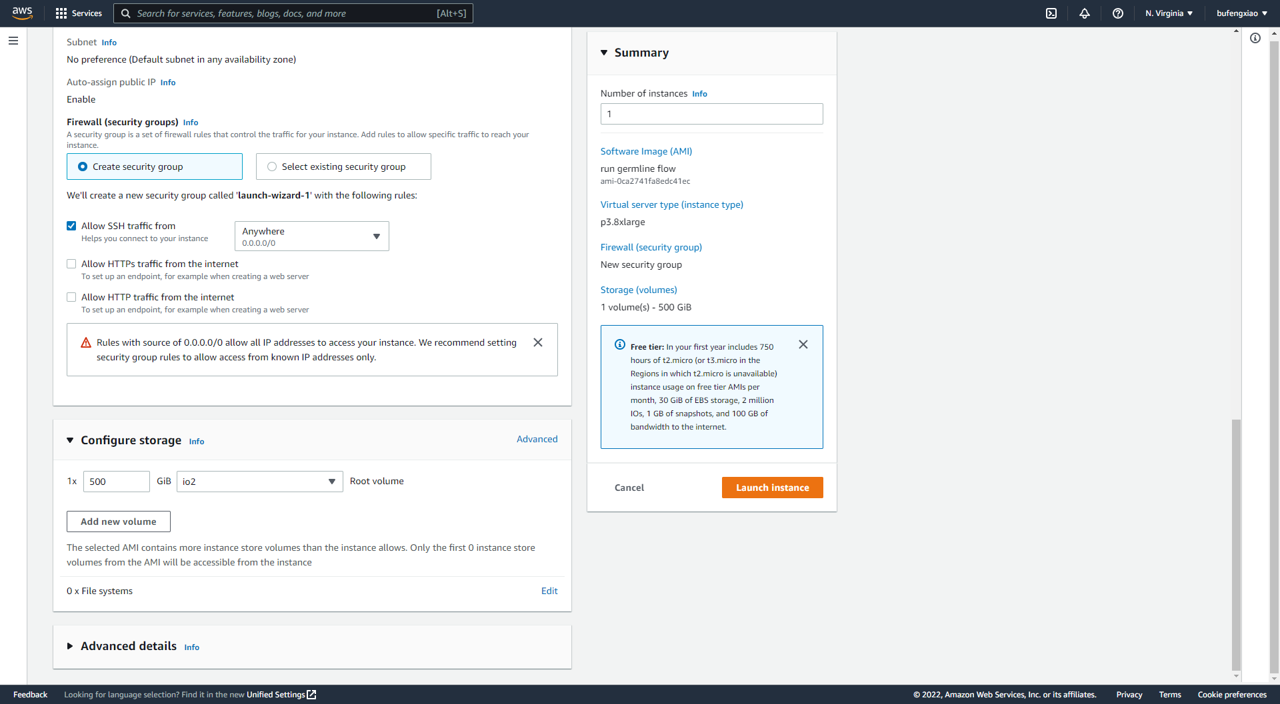 aws
Services
Search for services, features, blogs, docs, and more
[Alt+S]
N. Virginia
bufengxiao
Subnet Info
No preference (Default subnet in any availability zone)
Auto-assign public IP Info
Enable
Firewall (security groups) Info
A security group is a set of firewall rules that control the traffic for your instance. Add rules to allow specific traffic to reach your
instance.
Create security group
Select existing security group
We'll create a new security group called 'launch-wizard-1' with the following rules:
Allow SSH traffic from
Helps you connect to your instance
Anywhere
0.0.0.0/0
Allow HTTPs traffic from the internet
To set up an endpoint, for example when creating a web server
Allow HTTP traffic from the internet
To set up an endpoint, for example when creating a web server
Rules with source of 0.0.0.0/0 allow all IP addresses to access your instance. We recommend setting
security group rules to allow access from known IP addresses only.
Configure storage Info
Advanced
1x
500
GiB
io2
Root volume
Add new volume
The selected AMI contains more instance store volumes than the instance allows. Only the first 0 instance store
volumes from the AMI will be accessible from the instance
0 x File systems
Edit
Advanced details Info
Summary
Number of instances Info
1
Software Image (AMI)
run germline flow
ami-0ca2741fa8edc41ec
Virtual server type (instance type)
p3.8xlarge
Firewall (security group)
New security group
Storage (volumes)
1 volume(s) - 500 GiB
Free tier: In your first year includes 750
hours of t2.micro (or t3.micro in the
Regions in which t2.micro is unavailable)
instance usage on free tier AMIs per
month, 30 GiB of EBS storage, 2 million
IOs, 1 GB of snapshots, and 100 GB of
bandwidth to the internet.
Cancel
Launch instance
Feedback
Looking for language selection? Find it in the new Unified Settings
© 2022, Amazon Web Services, Inc. or its affiliates.
Privacy
Terms
Cookie preferences